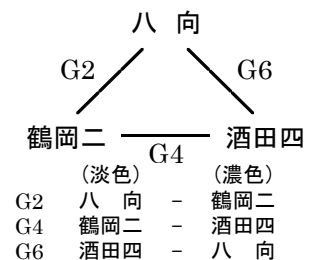 八 向
G2 G6
鶴岡二 酒田四
G4
(淡色) (濃色)
G2 八 向 － 鶴岡二
G4 鶴岡二 － 酒田四
G6 酒田四 － 八 向